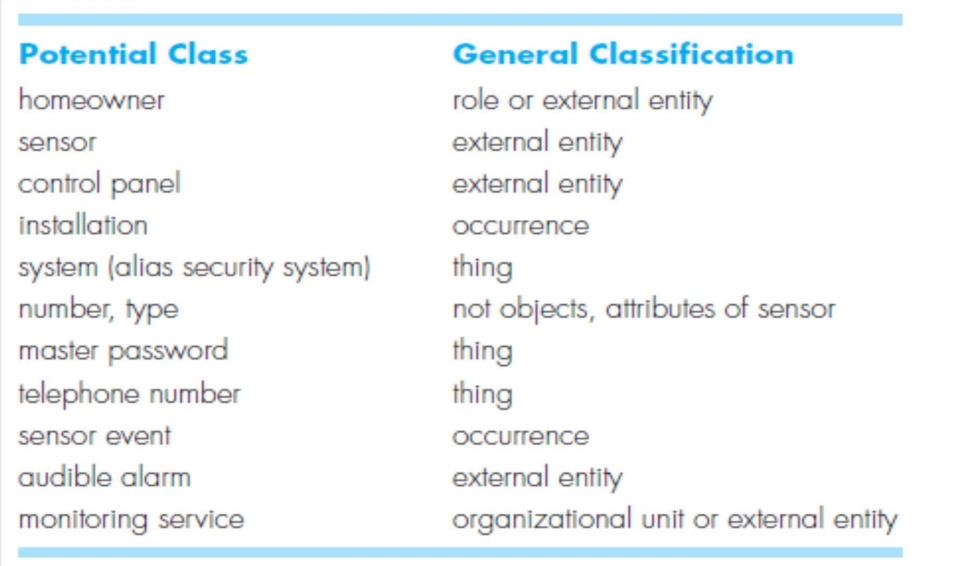 Potential Class General Classification
homeowner role or external entity
sensor external entity
control panel external entity
installation occurrence
system (alias security system) thing
number, type not objects, attributes of sensor
master password thing
telephone number thing
sensor event occurrence
audible alarm external entity
monitoring service organizational unit or external entity